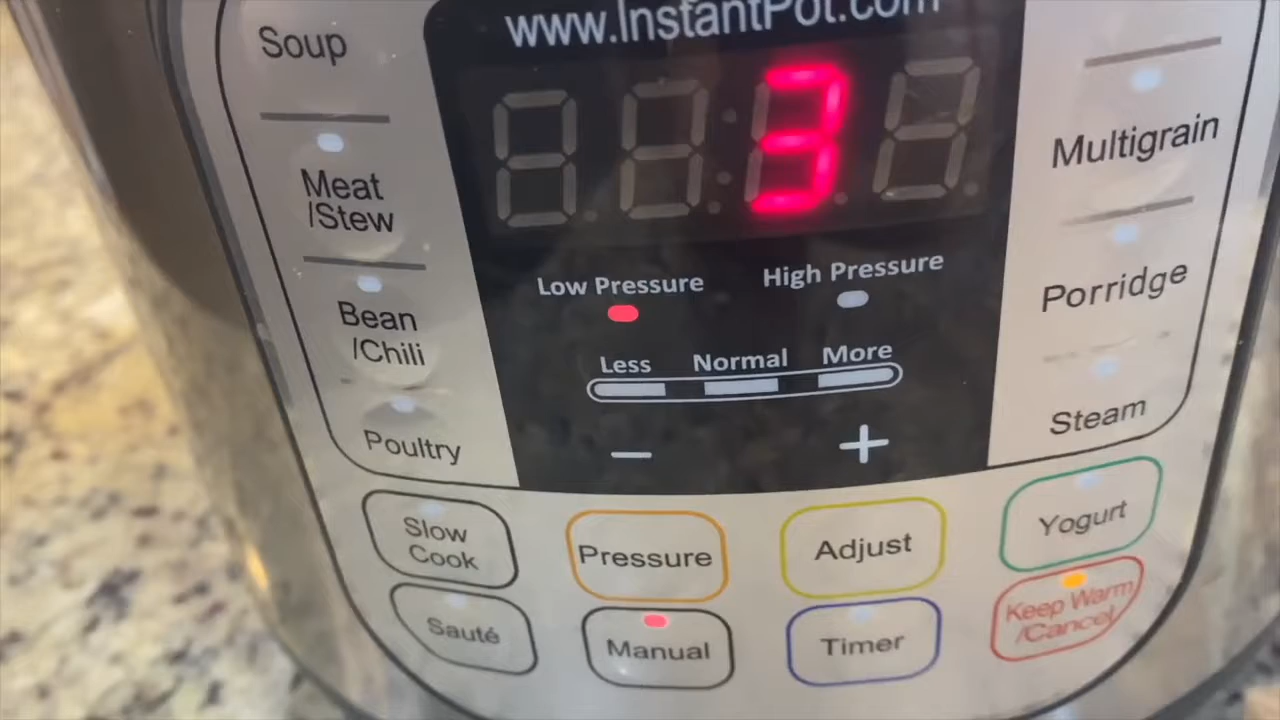 www.InstantPot.com
Soup
Meat
/Stew
Bean
/Chili
Poultry
3
Low Pressure
High Pressure
Less
Normal
More
−
+
Multigrain
Porridge
Steam
Slow
Cook
Pressure
Adjust
Yogurt
Sauté
Manual
Timer
Keep Warm
/Cancel